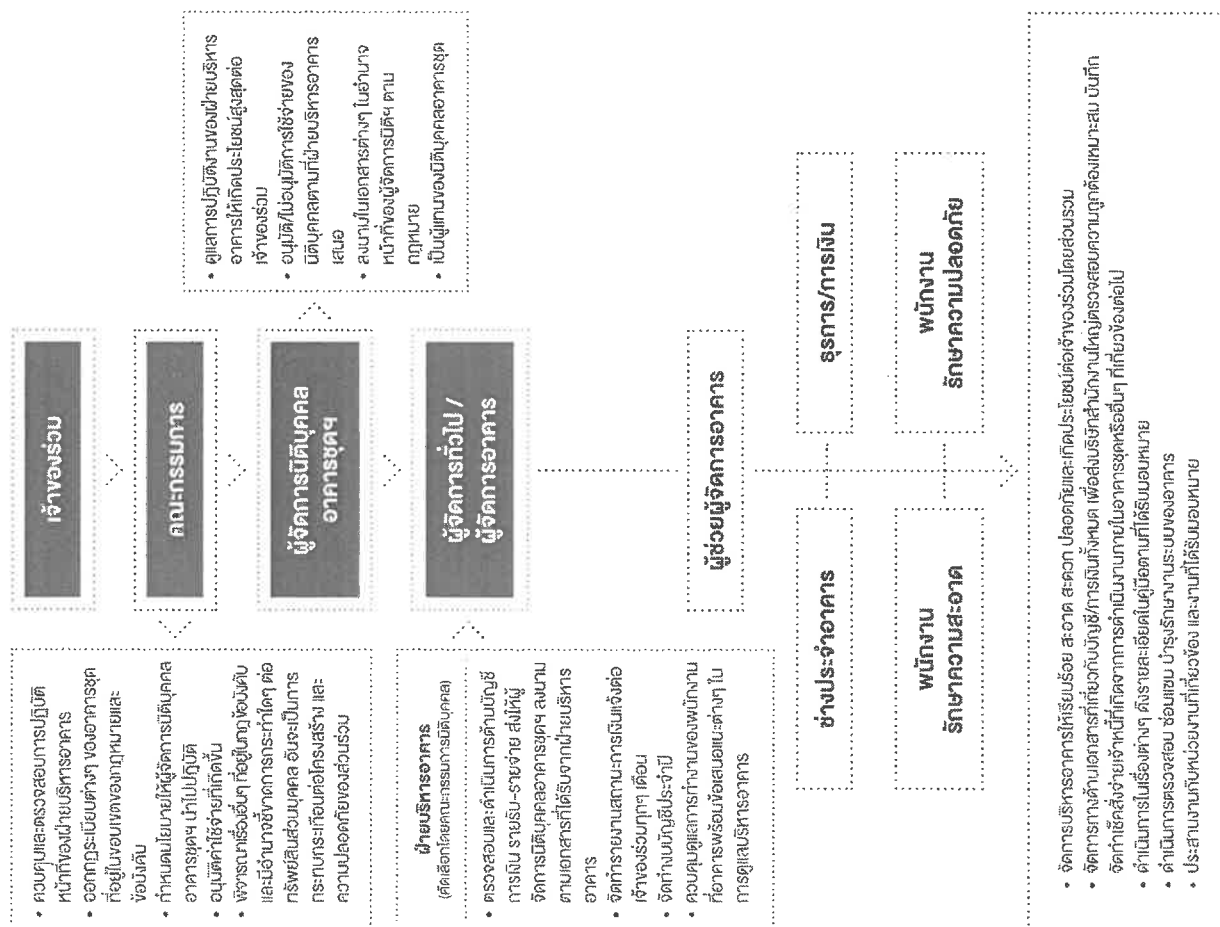 เจ้าของร่วม
คณะกรรมการ
• ควบคุมและตรวจสอบการปฏิบัติ
หน้าที่ของฝ่ายบริหารอาคาร
• ออกกฎระเบียบต่างๆ ของอาคารชุด
ที่อยู่ในขอบเขตของกฎหมายและ
ข้อบังคับ
• กำหนดนโยบายให้ผู้จัดการนิติบุคคล
อาคารชุดฯ นำไปปฏิบัติ
• อนุมัติค่าใช้จ่ายที่เกิดขึ้น
• พิจารณาเรื่องอื่นๆ ที่อยู่ในกฎข้อบังคับ
และมีอำนาจชี้ขาดการกระทำใดๆ ต่อ
ทรัพย์สินส่วนบุคคล อันจะเป็นการ
กระทบกระเทือนต่อโครงสร้าง และ
ความปลอดภัยของส่วนรวม
ผู้จัดการนิติบุคคล
อาคารชุดฯ
• ดูแลการปฏิบัติงานของฝ่ายบริหาร
อาคารให้เกิดประโยชน์สูงสุดต่อ
เจ้าของร่วม
• อนุมัติ/ไม่อนุมัติการใช้จ่ายของ
นิติบุคคลตามที่ฝ่ายบริหารอาคาร
เสนอ
• ลงนามในเอกสารต่างๆ ในอำนาจ
หน้าที่ของผู้จัดการนิติฯ ตาม
กฎหมาย
• เป็นผู้แทนของนิติบุคคลอาคารชุด
ผู้จัดการทั่วไป /
ผู้จัดการอาคาร
ฝ่ายบริหารอาคาร
(คัดเลือกโดยคณะกรรมการนิติบุคคล)
• ตรวจสอบและดำเนินการด้านบัญชี
การเงิน รายรับ-รายจ่าย ส่งให้ผู้
จัดการนิติบุคคลอาคารชุดฯ ลงนาม
ตามเอกสารที่ได้รับจากฝ่ายบริหาร
อาคาร
• จัดทำรายงานสถานะการเงินแจ้งต่อ
เจ้าของร่วมทุกๆ เดือน
• จัดทำงบบัญชีประจำปี
• ควบคุมดูแลการทำงานของพนักงาน
ที่อาคารพร้อมข้อเสนอแนะต่างๆ ใน
การดูแลบริหารอาคาร
ผู้ช่วยผู้จัดการอาคาร
ช่างประจำอาคาร
ธุรการ/การเงิน
พนักงาน
รักษาความสะอาด
พนักงาน
รักษาความปลอดภัย
• จัดการบริหารอาคารให้เรียบร้อย สะอาด สะดวก ปลอดภัยและเกิดประโยชน์ต่อเจ้าของร่วมโดยส่วนรวม
• จัดการทางด้านเอกสารที่เกี่ยวกับบัญชี/การเงินทั้งหมด เพื่อส่งบริษัทสำนักงานใหญ่ตรวจสอบความถูกต้องเหมาะสม บันทึก
จัดทำเช็คสั่งจ่ายเจ้าหนี้ที่เกิดจากการดำเนินงานภายในอาคารชุดหรืออื่นๆ ที่เกี่ยวข้องต่อไป
• ดำเนินการในเรื่องต่างๆ ดังรายละเอียดในคู่มือตามที่ได้รับมอบหมาย
• ดำเนินการตรวจสอบ ซ่อมแซม บำรุงรักษางานระบบของอาคาร
• ประสานงานกับหน่วยงานที่เกี่ยวข้อง และงานที่ได้รับมอบหมาย